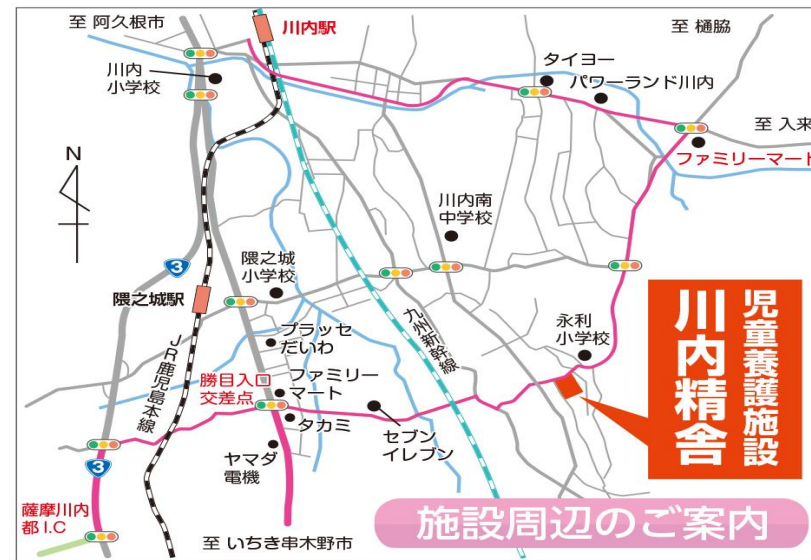 至 阿久根市
川内駅
至 樋脇
川内
小学校
タイヨー
パワーランド川内
至 入来
ファミリーマート
N
川内南
中学校
3
隈之城
小学校
隈之城駅
児童養護施設
川内精舎
永利
小学校
プラッセ
だいわ
九州新幹線
JR鹿児島本線
勝目入口
交差点
ファミリー
マート
タカミ
セブン
イレブン
ヤマダ
電機
3
薩摩川内
都 I.C
至 いちき串木野市
施設周辺のご案内